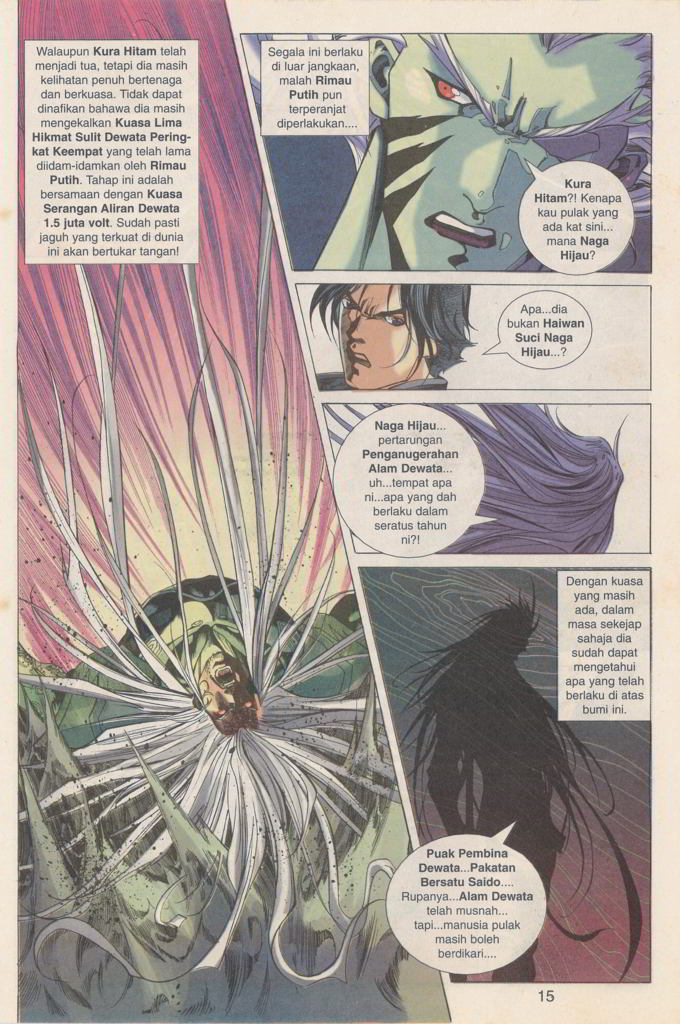 Walaupun Kura Hitam telah
menjadi tua, tetapi dia masih
kelihatan penuh bertenaga
dan berkuasa. Tidak dapat
dinafikan bahawa dia masih
mengekalkan Kuasa Lima
Hikmat Sulit Dewata Pering-
kat Keempat yang telah lama
diidam-idamkan oleh Rimau
Putih. Tahap ini adalah
bersamaan dengan Kuasa
Serangan Aliran Dewata
1.5 juta volt. Sudah pasti
jaguh yang terkuat di dunia
ini akan bertukar tangan!
Segala ini berlaku
di luar jangkaan,
malah Rimau
Putih pun
terperanjat
diperlakukan....
Kura
Hitam?! Kenapa
kau pulak yang
ada kat sini...
mana Naga
Hijau?
Apa...dia
bukan Haiwan
Suci Naga
Hijau...?
Naga Hijau...
pertarungan
Penganugerahan
Alam Dewata...
uh...tempat apa
ni...apa yang dah
berlaku dalam
seratus tahun
ni?!
Dengan kuasa
yang masih
ada, dalam
masa sekejap
sahaja dia
sudah dapat
mengetahui
apa yang telah
berlaku di atas
bumi ini.
Puak Pembina
Dewata...Pakatan
Bersatu Saido....
Rupanya...Alam Dewata
telah musnah...
tapi...manusia pulak
masih boleh
berdikari....
15